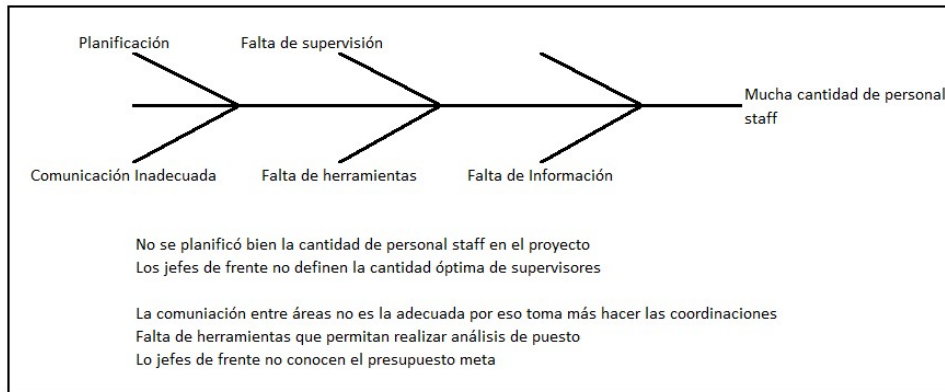 Planificación
Falta de supervisión
Mucha cantidad de personal
staff
Comunicación Inadecuada
Falta de herramientas
Falta de Información
No se planificó bien la cantidad de personal staff en el proyecto
Los jefes de frente no definen la cantidad óptima de supervisores
La comuniación entre áreas no es la adecuada por eso toma más hacer las coordinaciones
Falta de herramientas que permitan realizar análisis de puesto
Lo jefes de frente no conocen el presupuesto meta